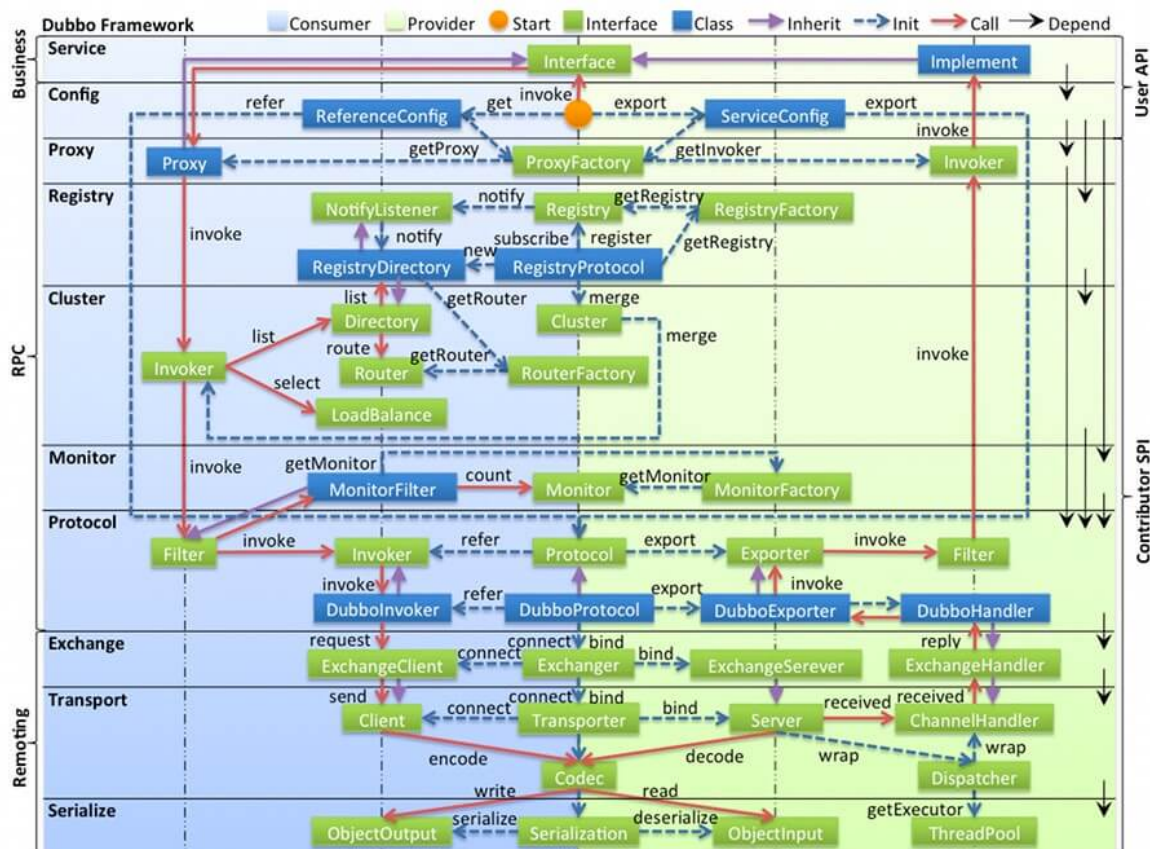 Dubbo Framework
Consumer
Provider
Start
Interface
Class
Inherit
Init
Call
Depend
Business
RPC
Remoting
User API
Contributor SPI
Service
Interface
Implement
Config
refer
ReferenceConfig
get
invoke
export
ServiceConfig
export
invoke
Proxy
Proxy
getProxy
ProxyFactory
getInvoker
Invoker
Registry
invoke
NotifyListener
notify
Registry
getRegistry
RegistryFactory
notify
subscribe
register
getRegistry
RegistryDirectory
new
RegistryProtocol
Cluster
list
getRouter
merge
list
Directory
Cluster
merge
route
getRouter
invoke
Invoker
Router
RouterFactory
select
LoadBalance
Monitor
invoke
getMonitor
MonitorFilter
count
Monitor
getMonitor
MonitorFactory
Protocol
Filter
invoke
Invoker
refer
Protocol
export
Exporter
invoke
Filter
invoke
refer
export
invoke
DubboInvoker
DubboProtocol
DubboExporter
DubboHandler
Exchange
request
connect
bind
reply
ExchangeClient
connect
Exchanger
bind
ExchangeSerever
ExchangeHandler
Transport
send
connect
bind
received
received
Client
connect
Transporter
bind
Server
ChannelHandler
encode
decode
wrap
wrap
Codec
Dispatcher
write
read
getExecutor
Serialize
ObjectOutput
serialize
Serialization
deserialize
ObjectInput
ThreadPool